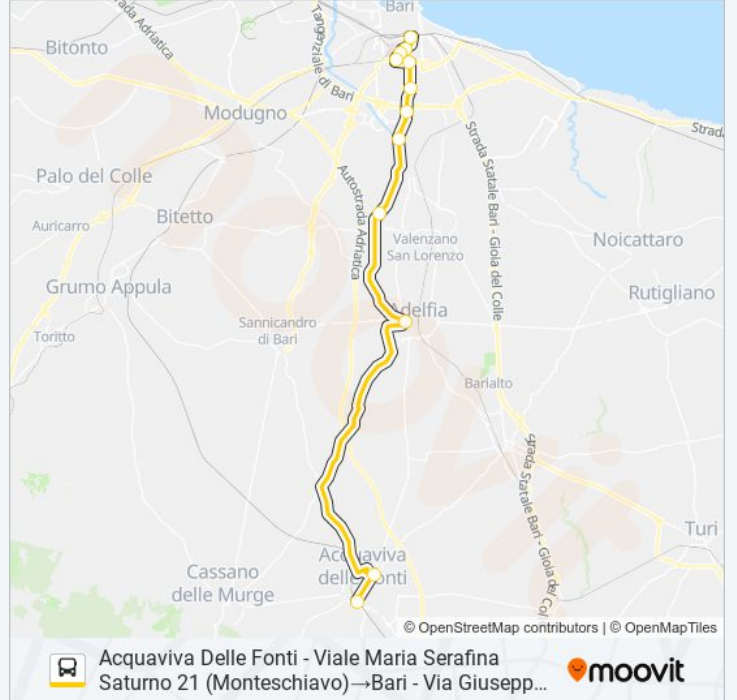 Bari
ada Adriatica
Tangenziale di Bari
Bitonto
Modugno
Strada
Strada Statale Bari - Gioia del Colle
Palo del Colle
Autostrada Adriatica
Bitetto
Auricarro
Valenzano
San Lorenzo
Noicattaro
Grumo Appula
Rutigliano
Adelfia
Sannicandro
di Bari
Toritto
Barialto
Strada Statale Bari - Gioia del Col
Turi
Acquaviva
delle Fonti
Cassano
delle Murge
© OpenStreetMap contributors | © OpenMapTiles
Acquaviva Delle Fonti - Viale Maria Serafina
Saturno 21 (Monteschiavo)→Bari - Via Giusepp…
moovit